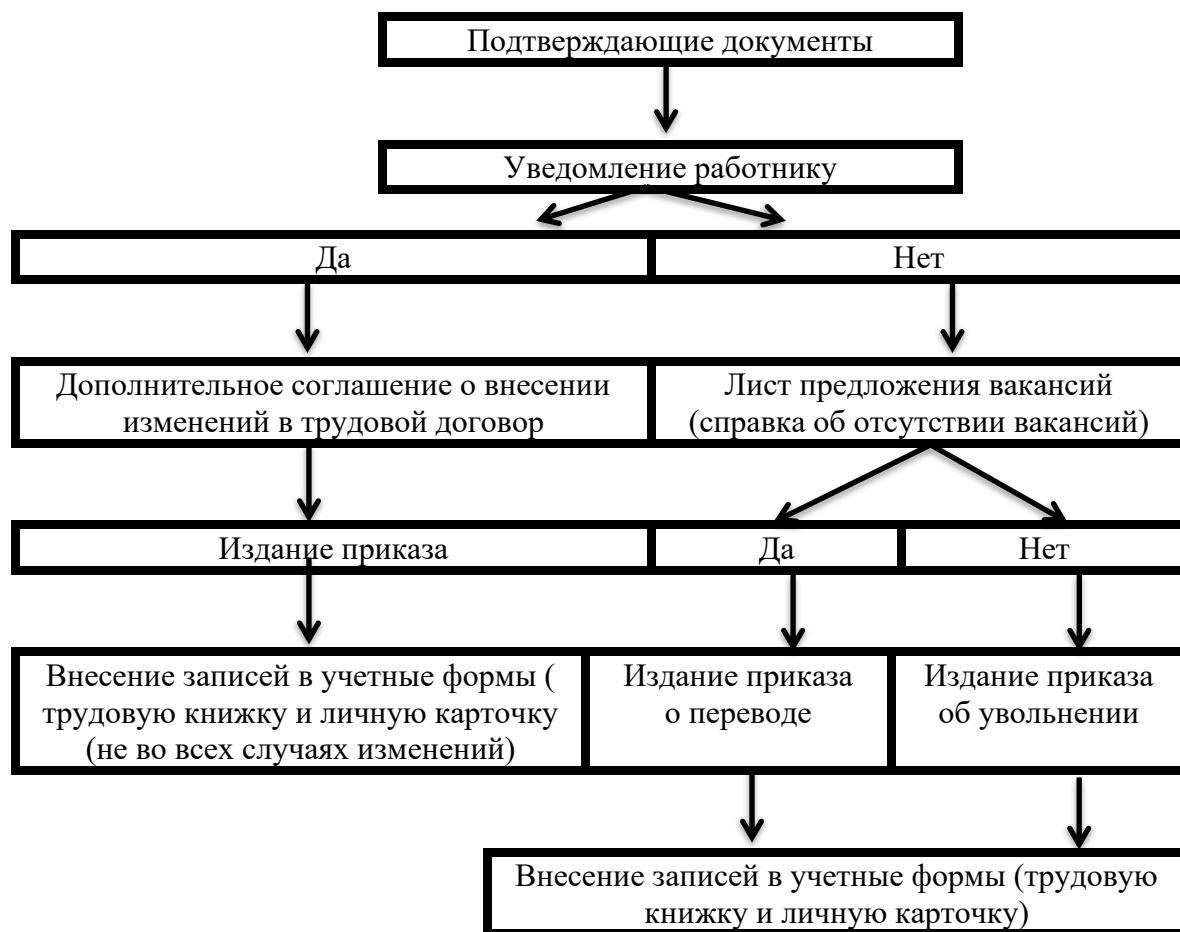 Подтверждающие документы
Уведомление работнику
Да
Нет
Дополнительное соглашение о внесении
изменений в трудовой договор
Лист предложения вакансий
(справка об отсутствии вакансий)
Издание приказа
Да
Нет
Внесение записей в учетные формы (
трудовую книжку и личную карточку
(не во всех случаях изменений)
Издание приказа
о переводе
Издание приказа
об увольнении
Внесение записей в учетные формы (трудовую
книжку и личную карточку)